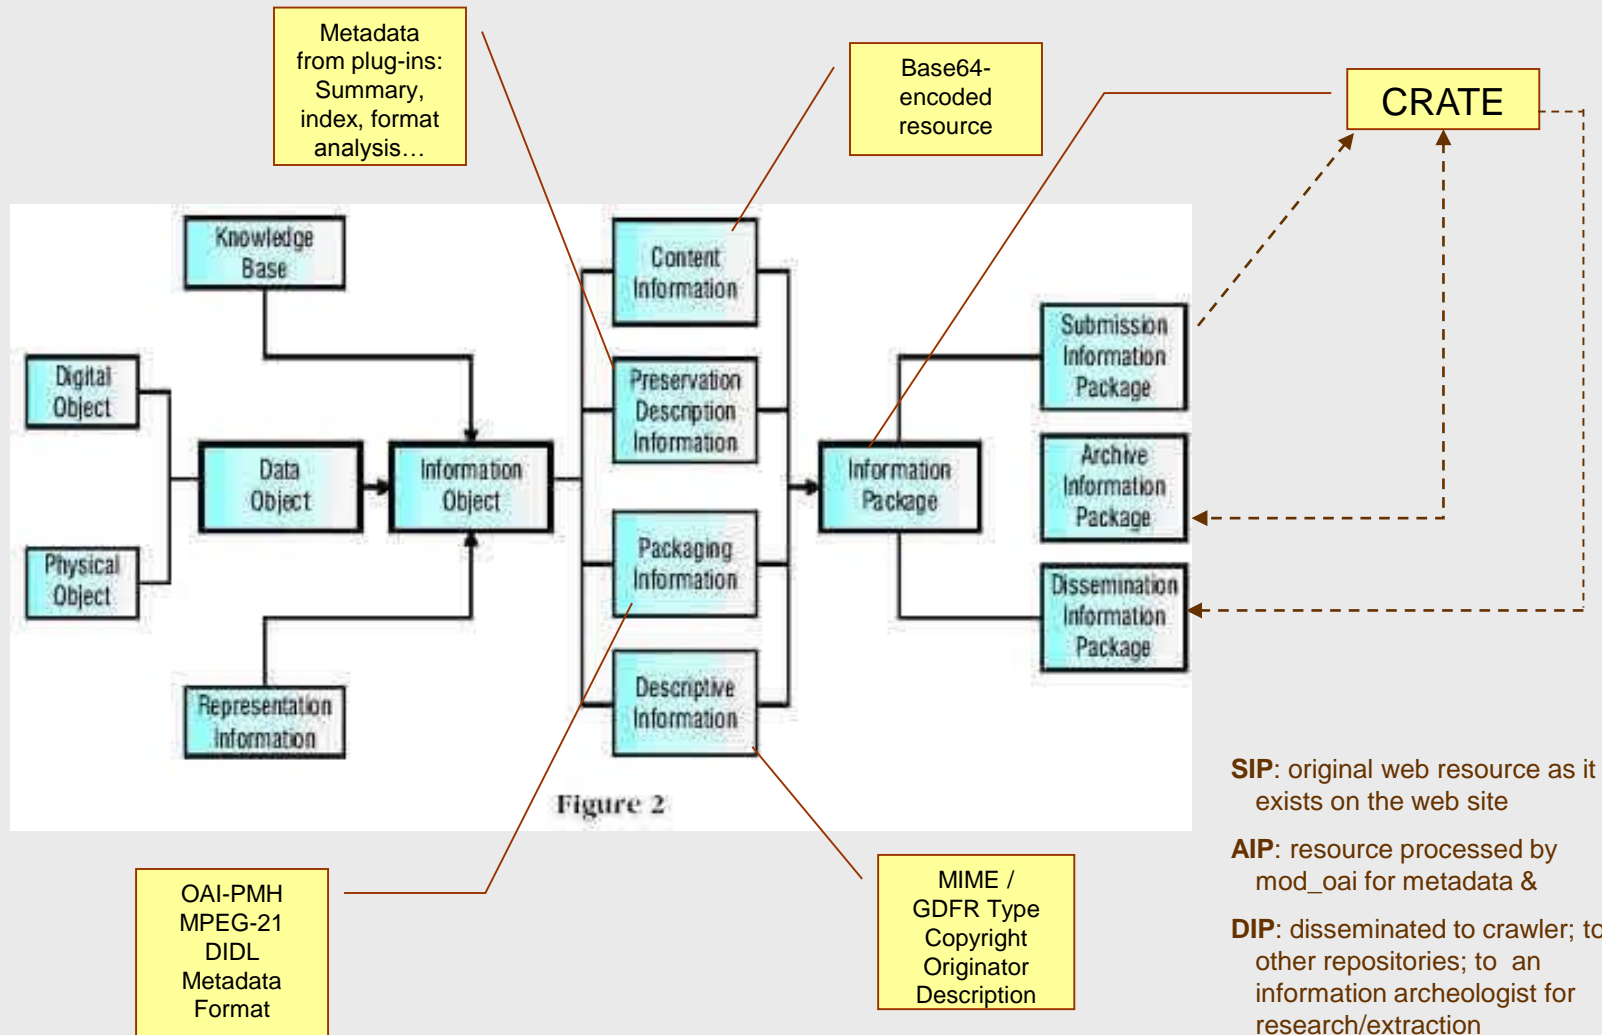 Metadata
from plug-ins:
Summary,
index, format
analysis…
Base64-
encoded
resource
CRATE
Knowledge
Base
Content
Information
Submission
Information
Package
Digital
Object
Preservation
Description
Information
Data
Object
Information
Object
Information
Package
Archive
Information
Package
Physical
Object
Packaging
Information
Dissemination
Information
Package
Representation
Information
Descriptive
Information
Figure 2
OAI-PMH
MPEG-21
DIDL
Metadata
Format
MIME /
GDFR Type
Copyright
Originator
Description
SIP: original web resource as it
exists on the web site
AIP: resource processed by
mod_oai for metadata &
DIP: disseminated to crawler; to
other repositories; to an
information archeologist for
research/extraction